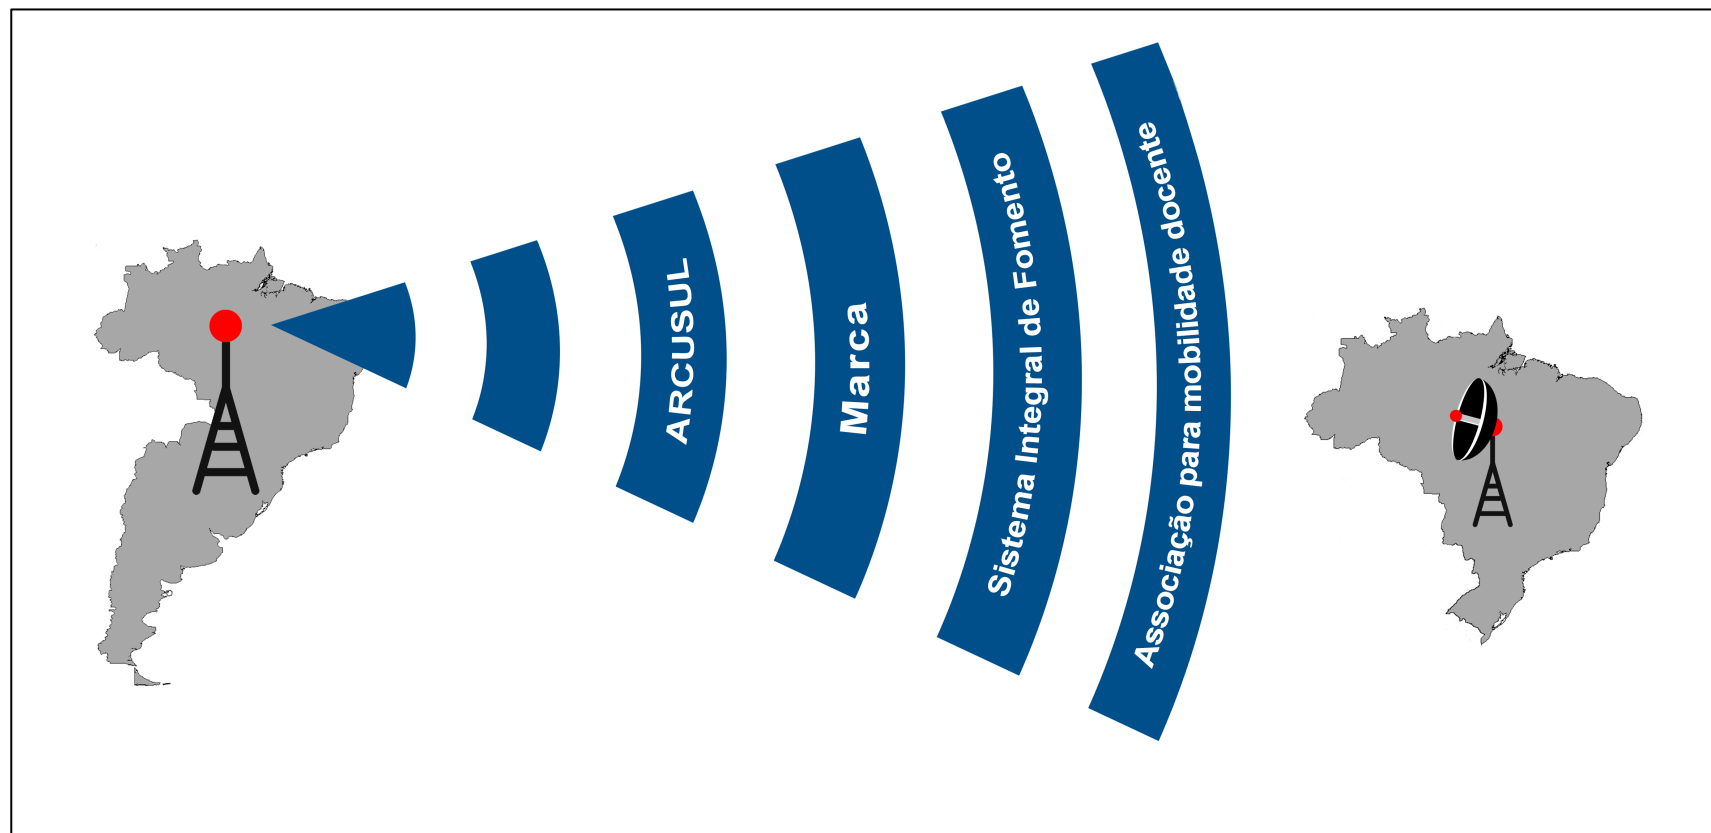 ARCUSUL
Marca
Sistema Integral de Fomento
Associação para mobilidade docente